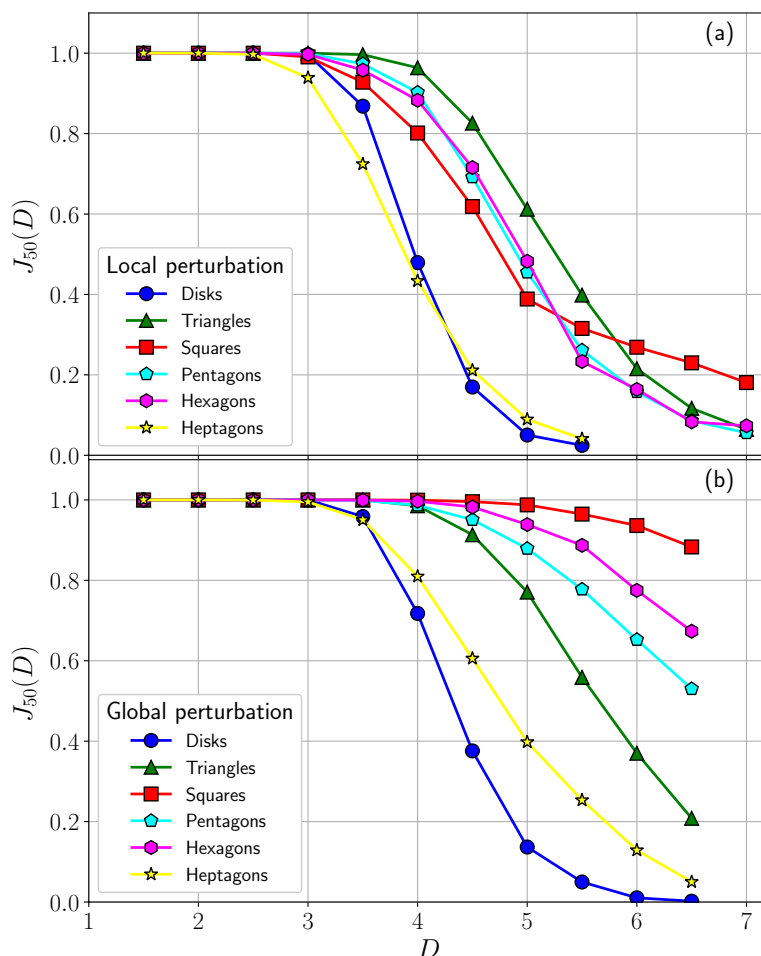 (a)
1.0
0.8
0.6
0.4
0.2
0.0
J50(D)
Local perturbation
Disks
Triangles
Squares
Pentagons
Hexagons
Heptagons
(b)
1.0
0.8
0.6
0.4
0.2
0.0
J50(D)
Global perturbation
Disks
Triangles
Squares
Pentagons
Hexagons
Heptagons
1 2 3 4 5 6 7
D